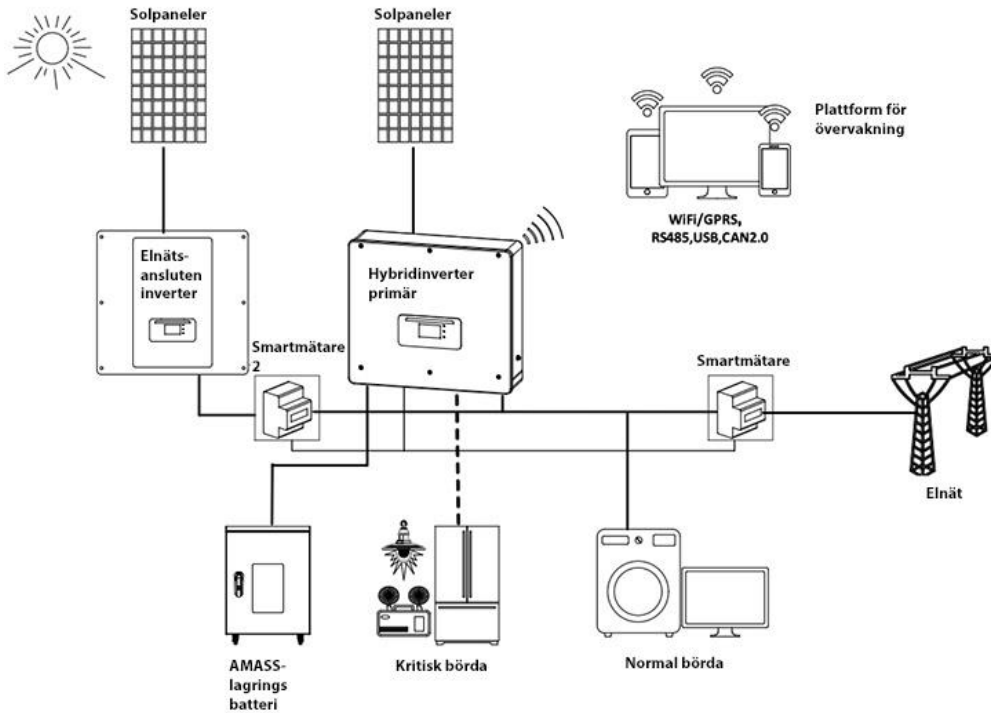 Solpaneler
Solpaneler
Plattform för
övervakning
WiFi/GPRS,
RS485,USB,CAN2.0
Elnäts-
ansluten
inverter
Hybridinverter
primär
Smartmätare
2
Smartmätare
Elnät
AMASS-
lagrings
batteri
Kritisk börda
Normal börda